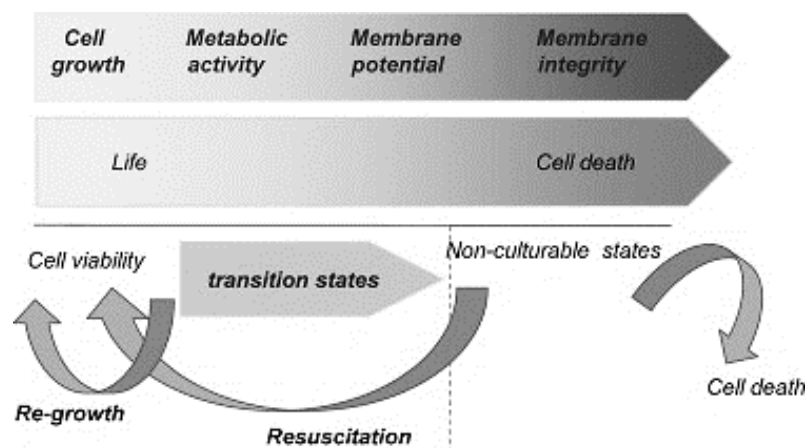 Cell growth
Metabolic activity
Membrane potential
Membrane integrity
Life
Cell death
Cell viability
transition states
Non-culturable states
Cell death
Re-growth
Resuscitation